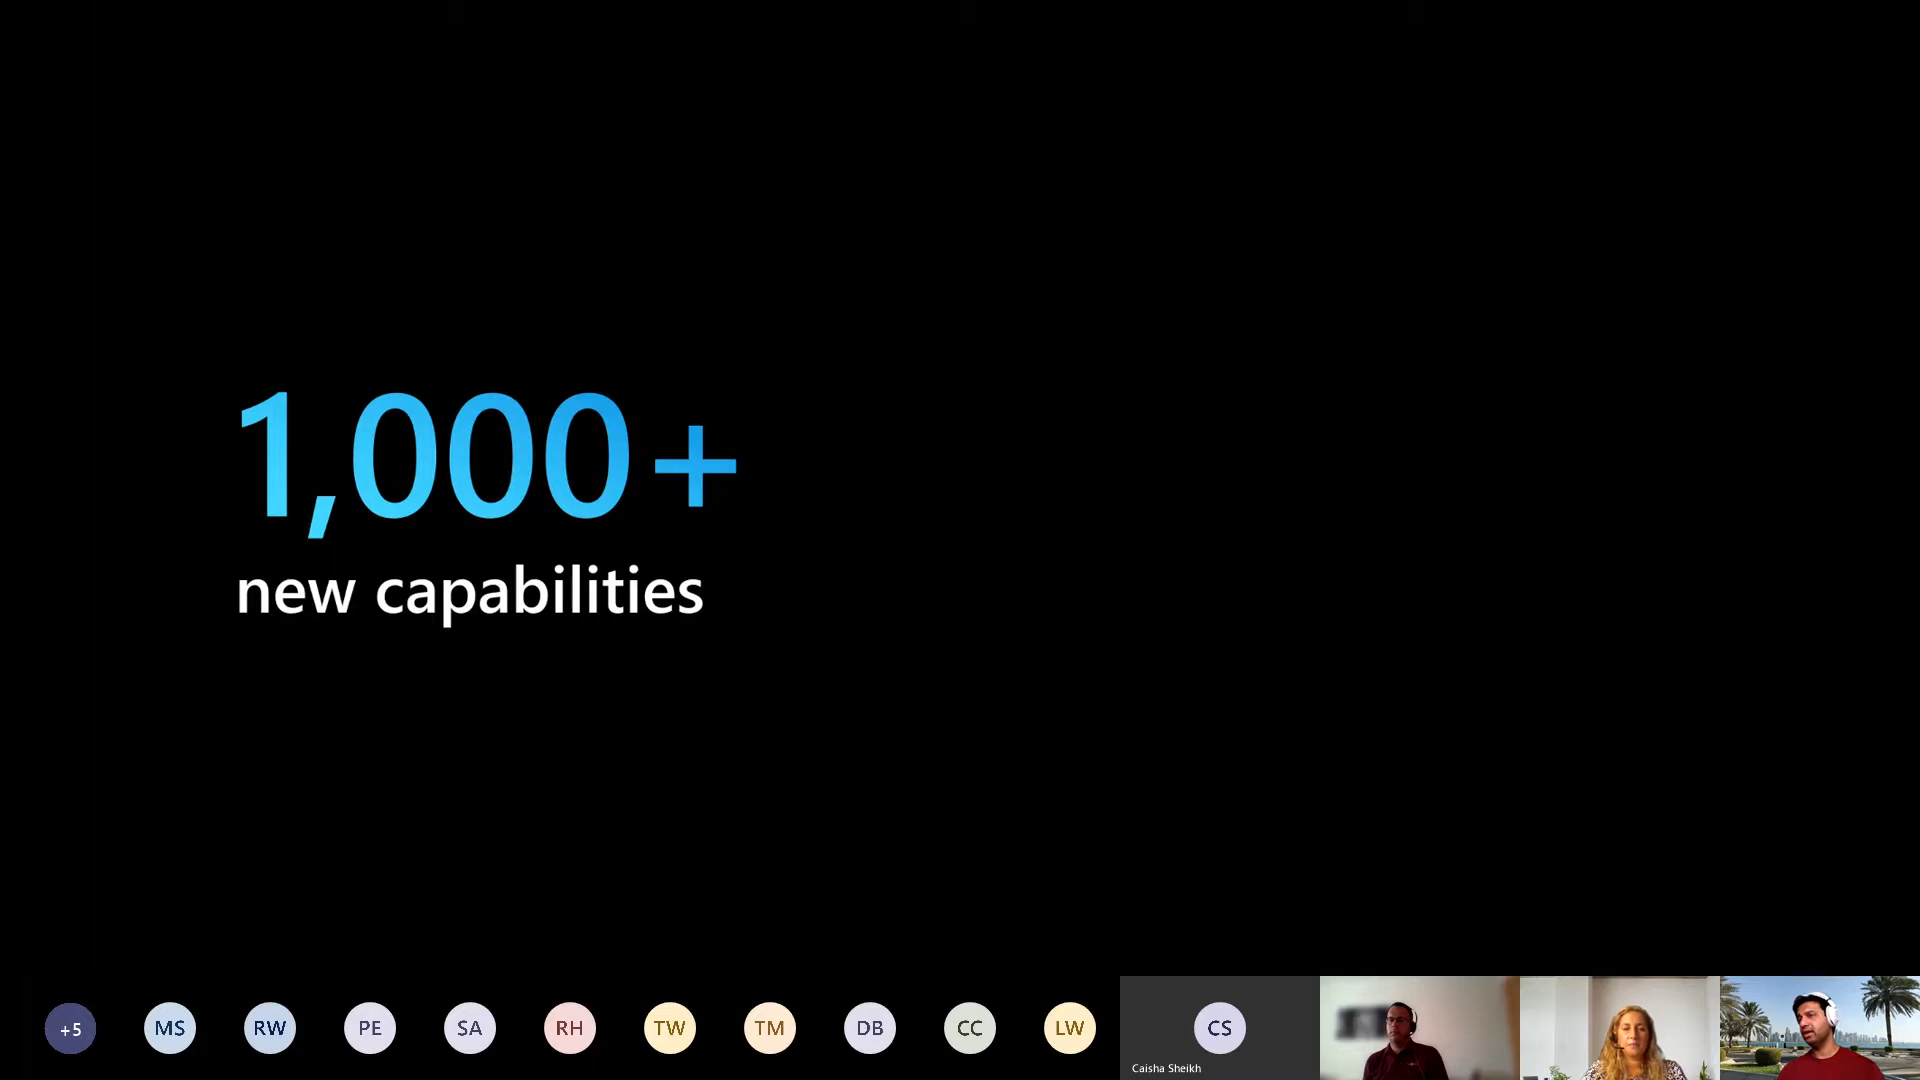 1,000+
new capabilities
+5
MS
RW
PE
SA
RH
TW
TM
DB
CC
LW
CS
Caisha Sheikh